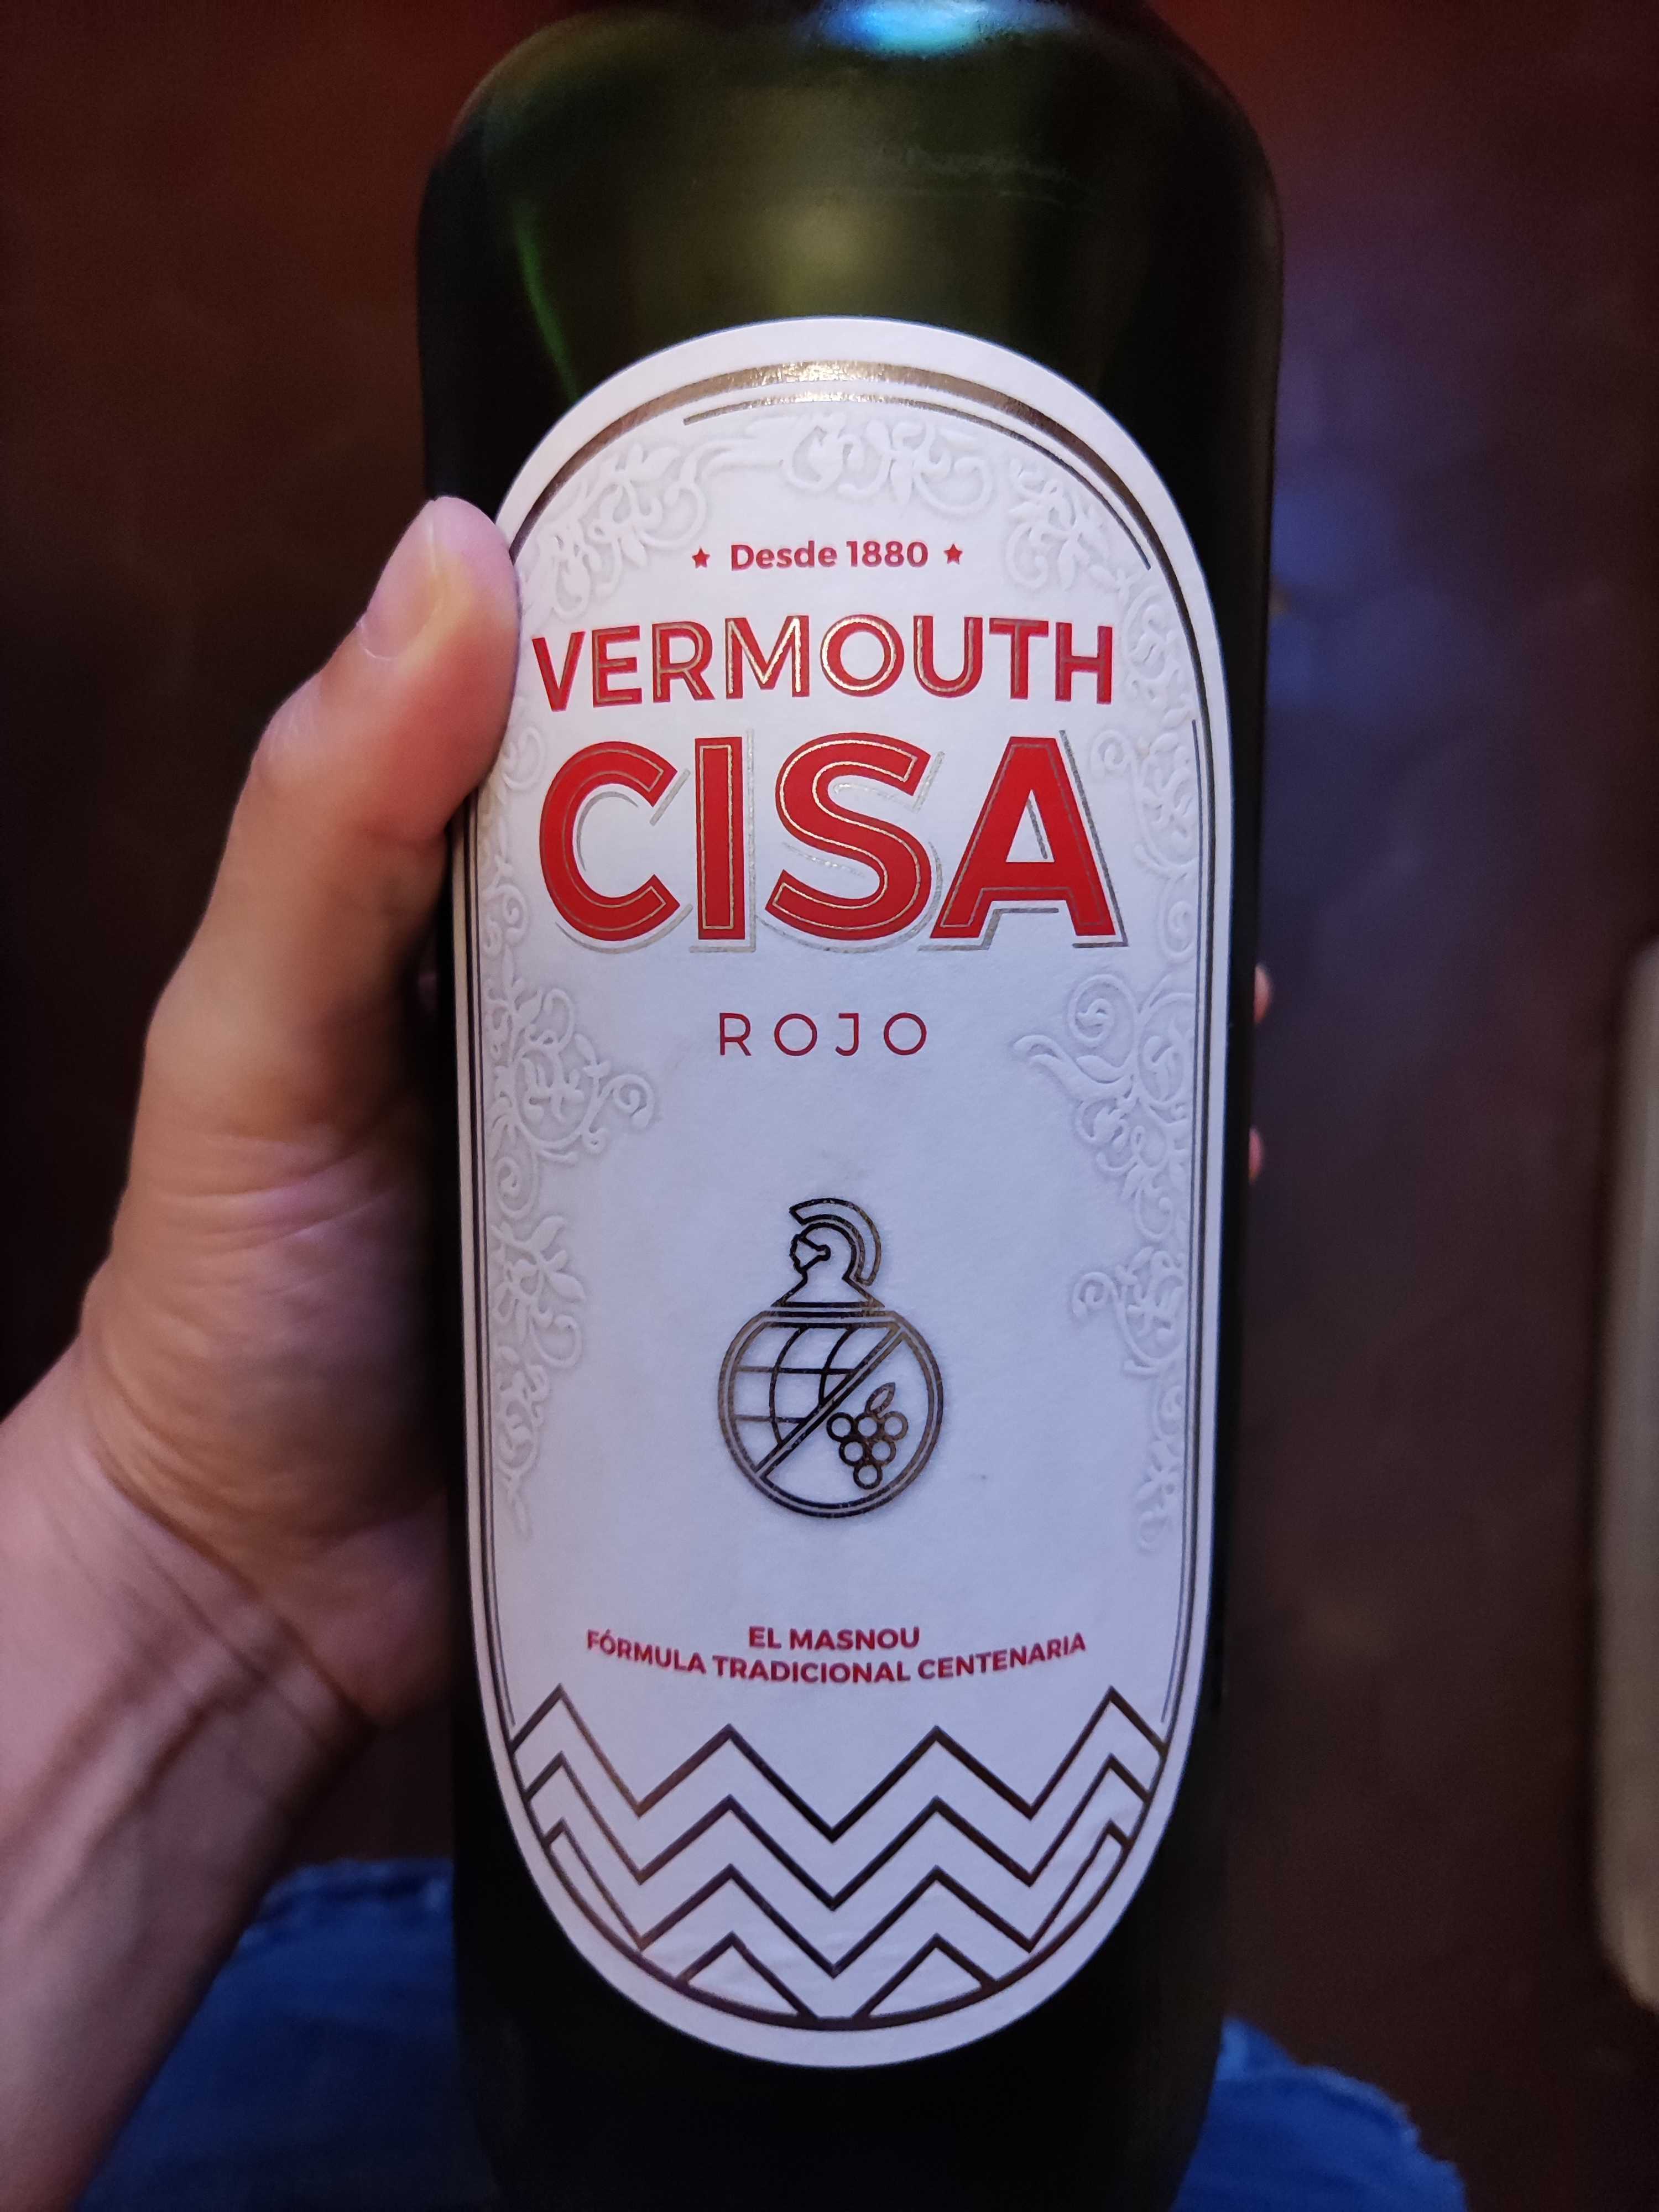 ★ Desde 1880 ★
VERMOUTH
CISA
ROJO
EL MASNOU
FÓRMULA TRADICIONAL CENTENARIA